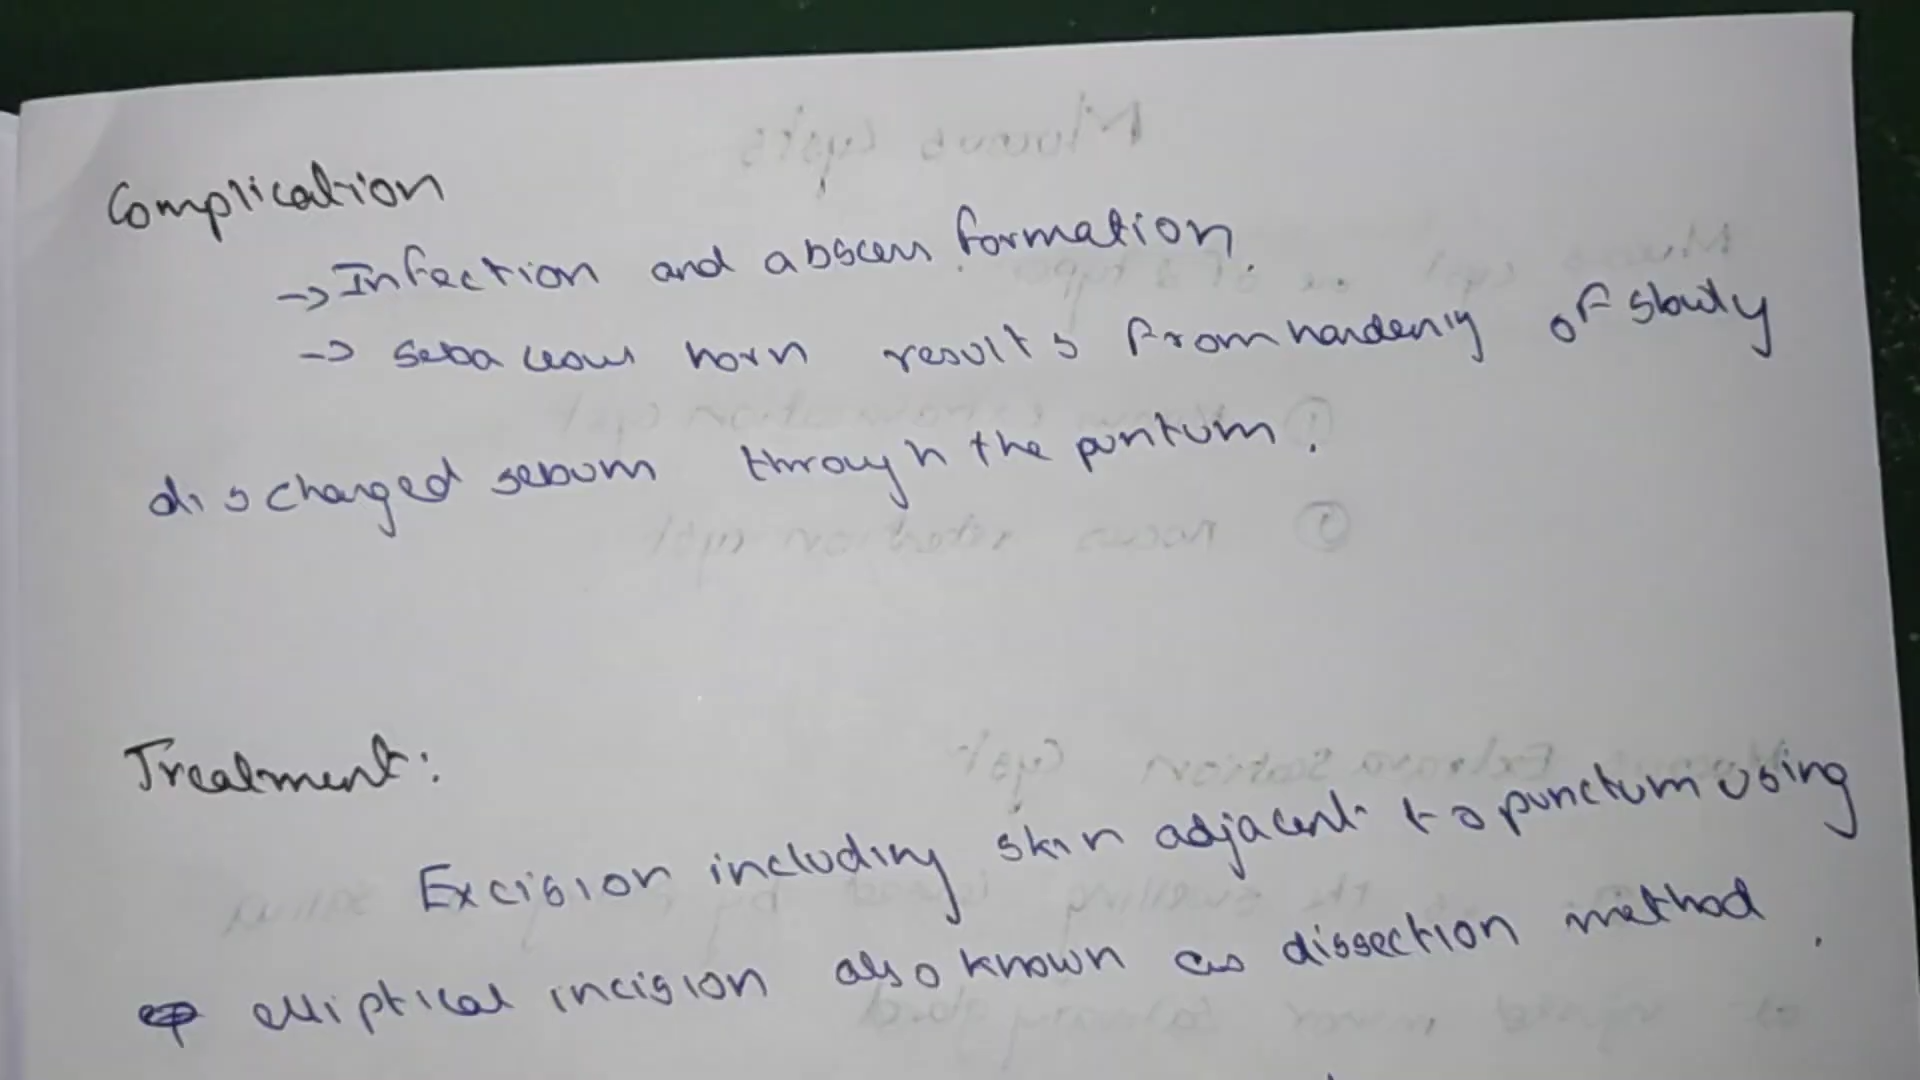 Complication
→ Infection and abscess formation.
→ sebaceous horn results from hardening of slowly
discharged sebum through the puntum.
Treatment:
Excision including skin adjacent to punctum using
elliptical incision also known as dissection method.